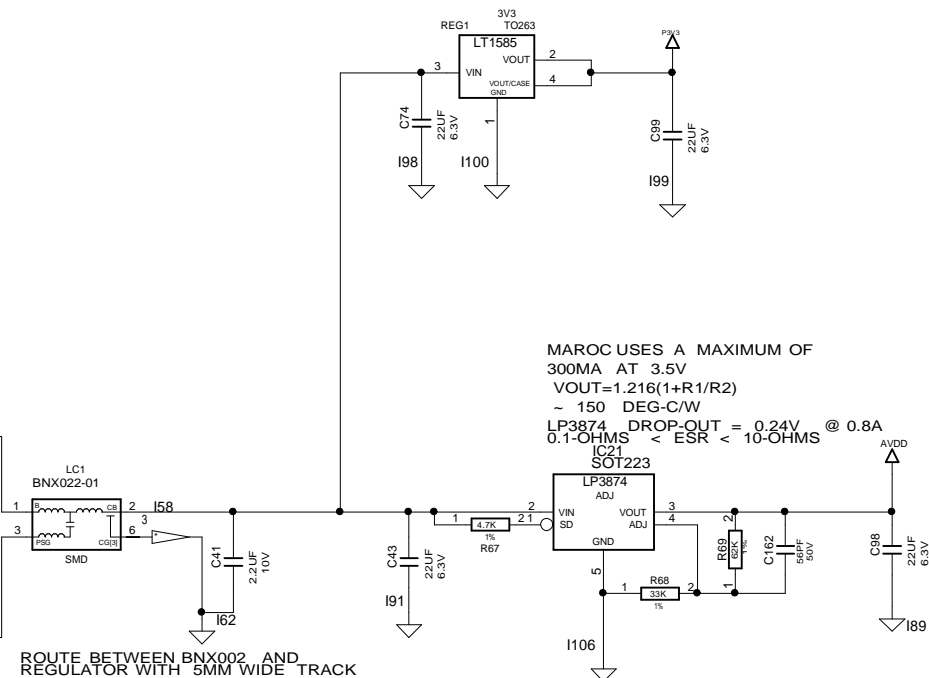 3V3
REG1 TO263
LT1585
VIN
VOUT
VOUT/CASE
GND
3
2
4
1
P3V3
C74
22UF
6.3V
I98
I100
C99
22UF
6.3V
I99
MAROC USES A MAXIMUM OF
300MA AT 3.5V
VOUT=1.216(1+R1/R2)
~ 150 DEG-C/W
LP3874 DROP-OUT = 0.24V @ 0.8A
0.1-OHMS < ESR < 10-OHMS
IC21
SOT223
LP3874
ADJ
VIN
SD
VOUT
ADJ
GND
2
1
3
4
5
AVDD
LC1
BNX022-01
B
CB
PSG
CG[3]
SMD
1
3
2
6
I58
3
C41
2.2UF
10V
I62
C43
22UF
6.3V
I91
1
4.7K
2
1%
R67
R68
1
33K
2
1%
I106
2
R69
62K
1%
1
C162
56PF
50V
C98
22UF
6.3V
I89
ROUTE BETWEEN BNX002 AND
REGULATOR WITH 5MM WIDE TRACK